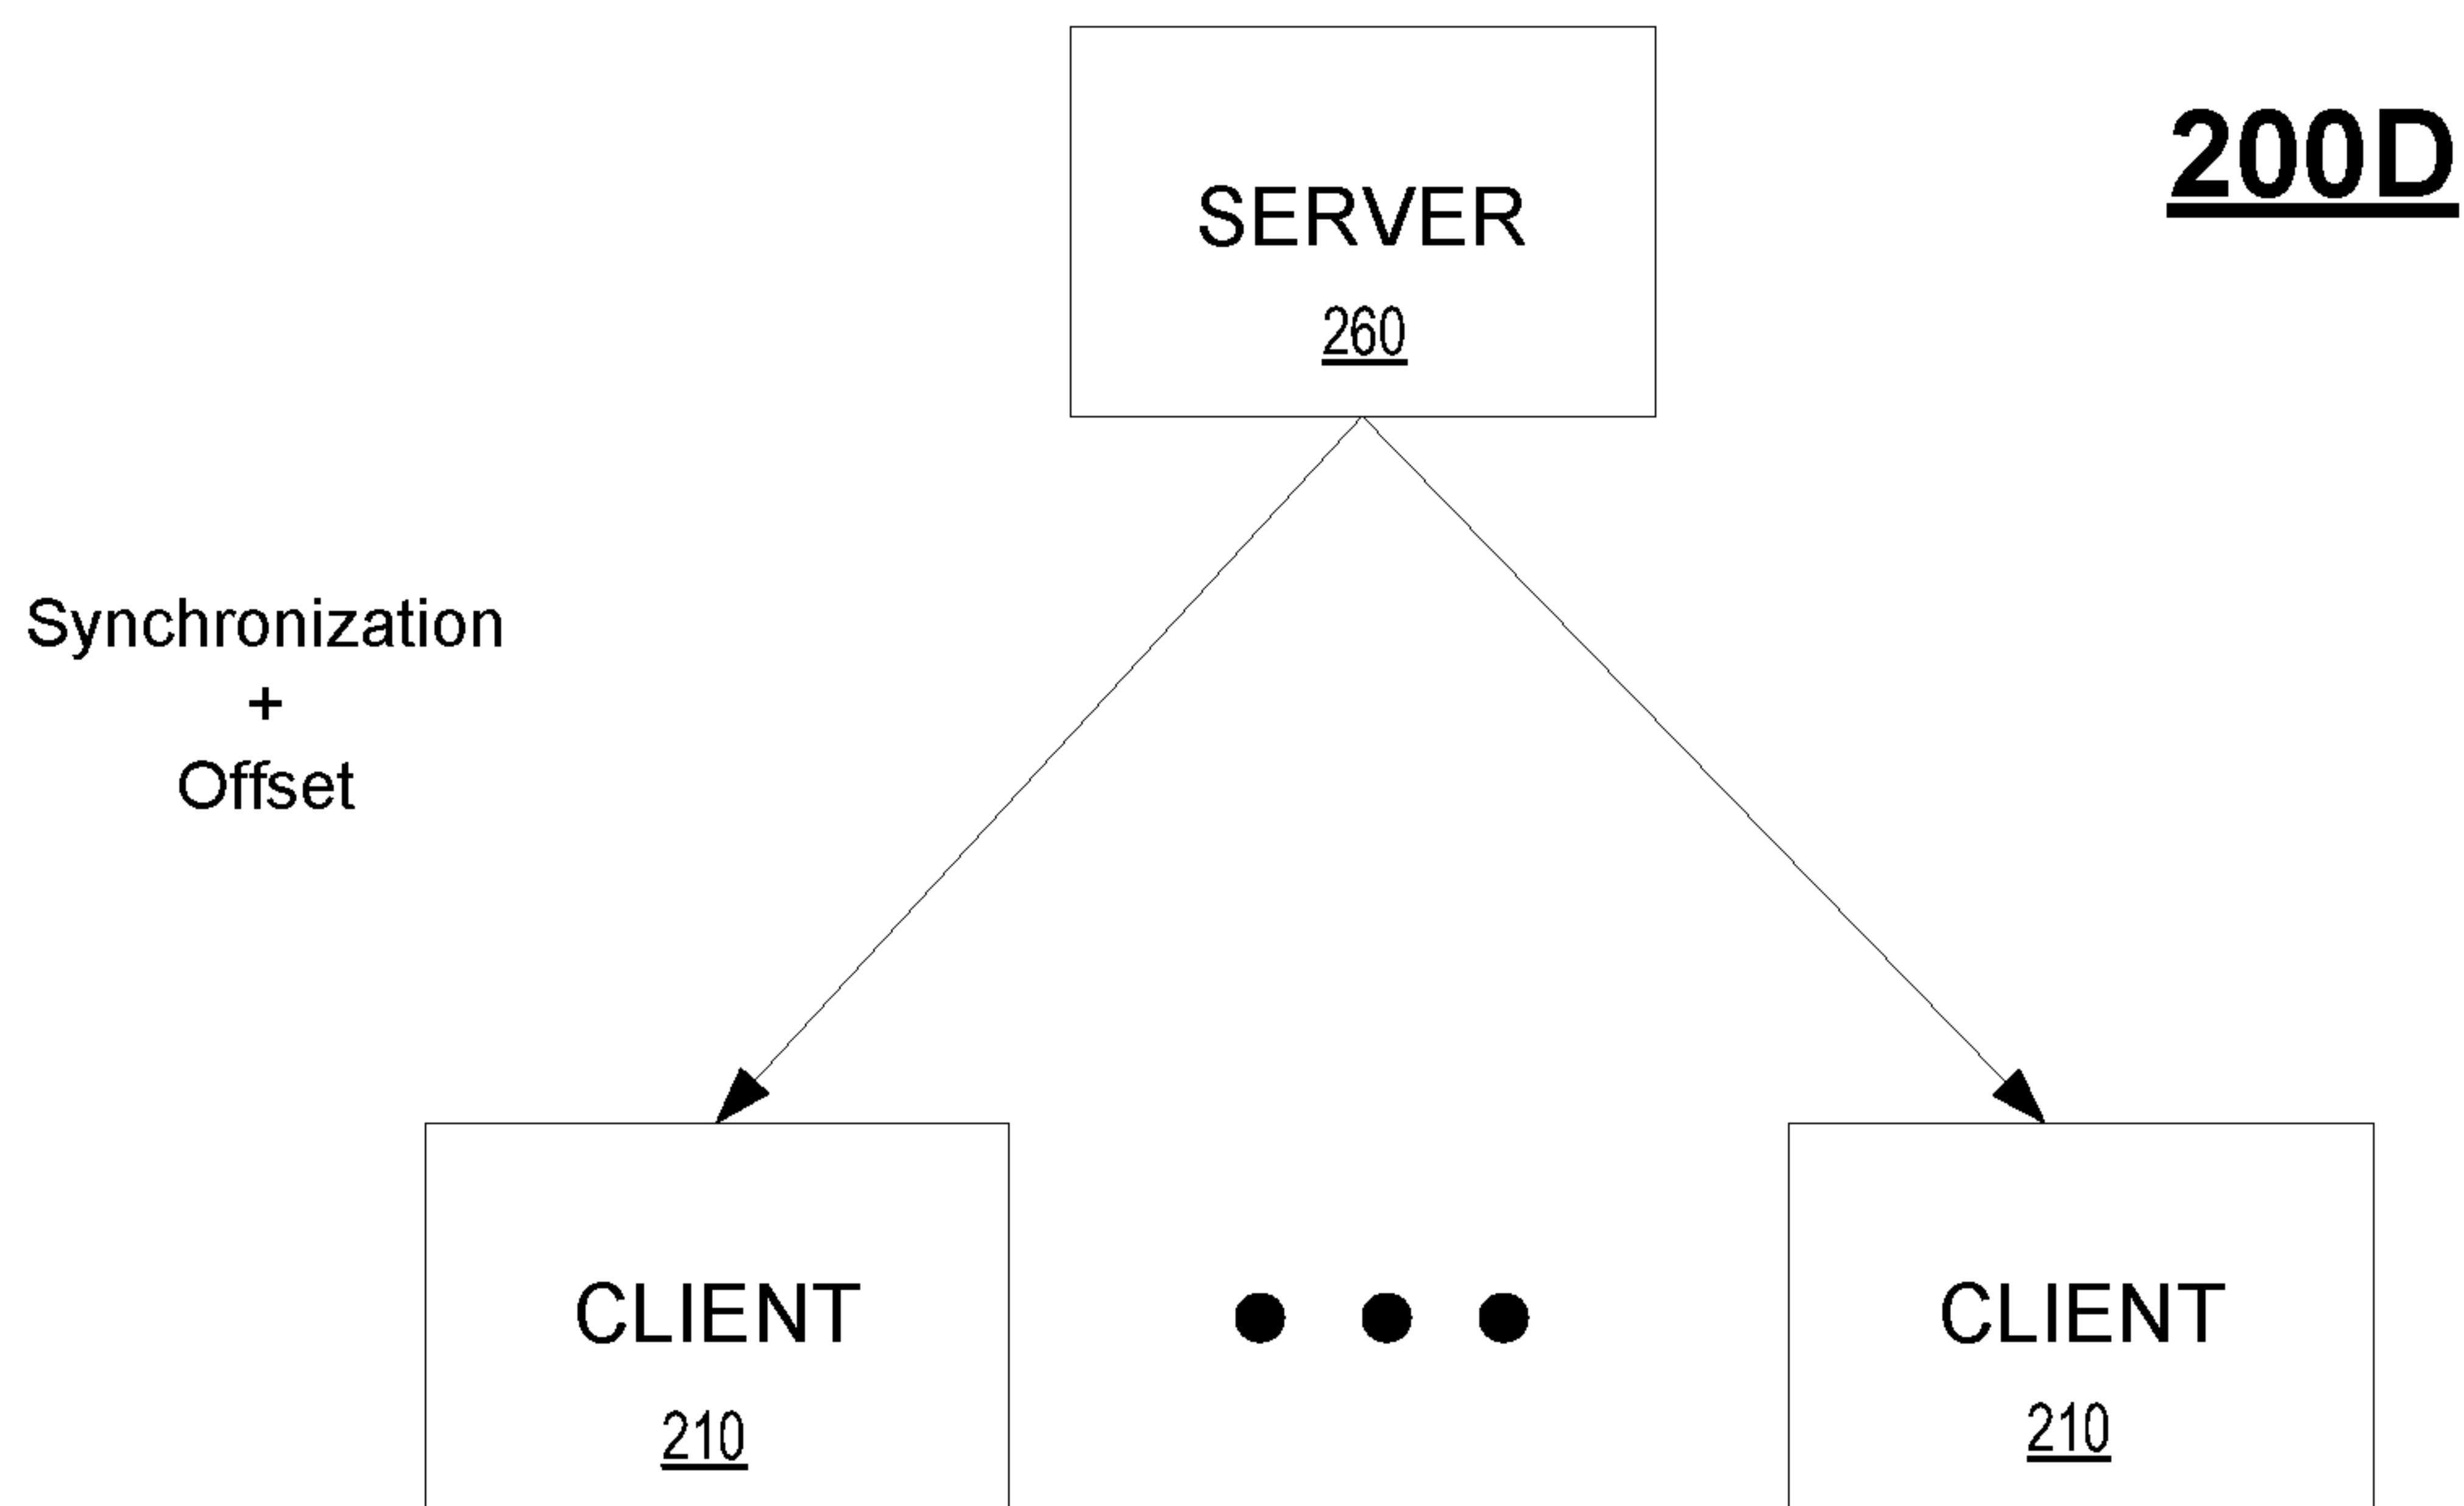 200D
SERVER
260
Synchronization
+
Offset
CLIENT
210
CLIENT
210